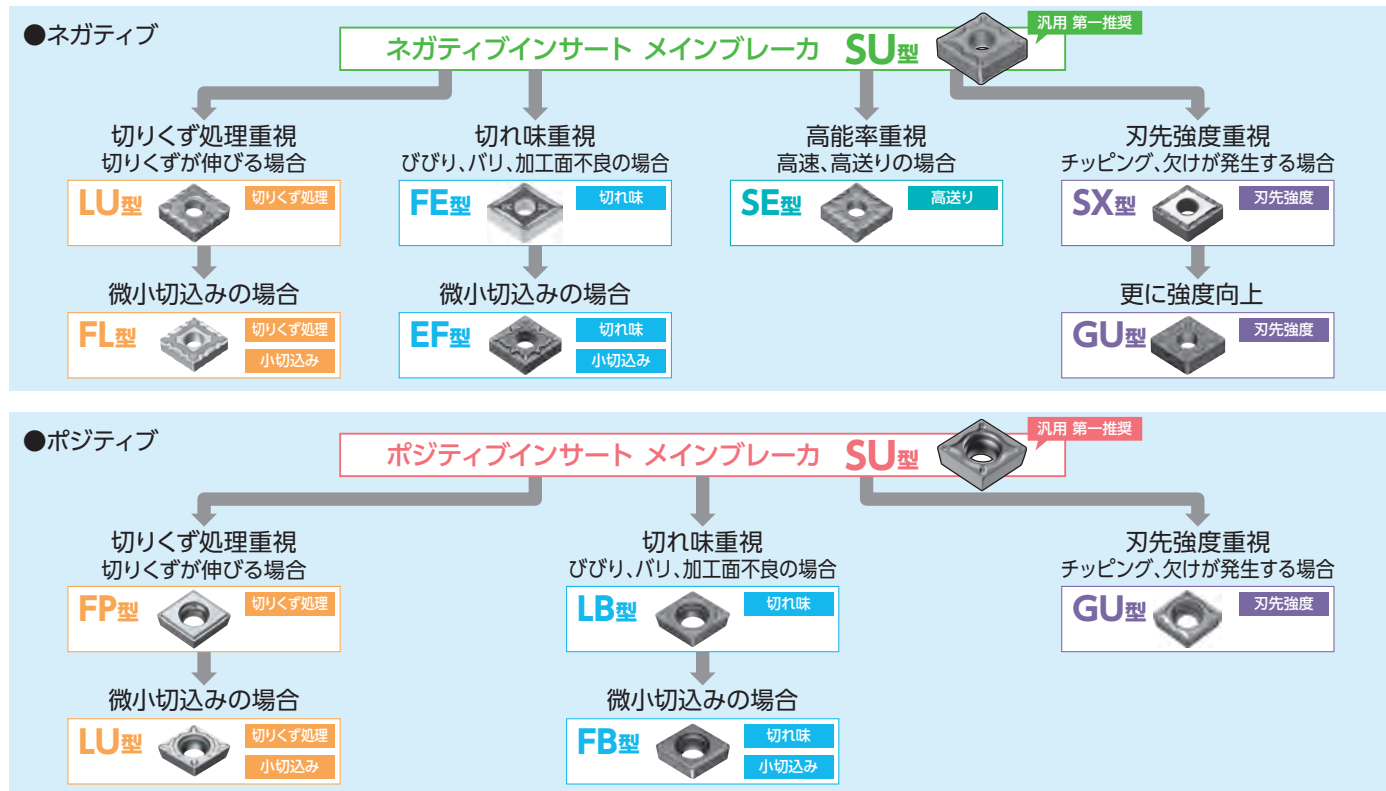 ●ネガティブ
ネガティブインサート メインブレーカ SU型
汎用 第一推奨
切りくず処理重視
切りくずが伸びる場合
LU型 切りくず処理
微小切込みの場合
FL型 切りくず処理
小切込み
切れ味重視
びびり、バリ、加工面不良の場合
FE型 切れ味
微小切込みの場合
EF型 切れ味
小切込み
高能率重視
高速、高送りの場合
SE型 高送り
刃先強度重視
チッピング、欠けが発生する場合
SX型 刃先強度
更に強度向上
GU型 刃先強度
●ポジティブ
ポジティブインサート メインブレーカ SU型
汎用 第一推奨
切りくず処理重視
切りくずが伸びる場合
FP型 切りくず処理
微小切込みの場合
LU型 切りくず処理
小切込み
切れ味重視
びびり、バリ、加工面不良の場合
LB型 切れ味
微小切込みの場合
FB型 切れ味
小切込み
刃先強度重視
チッピング、欠けが発生する場合
GU型 刃先強度